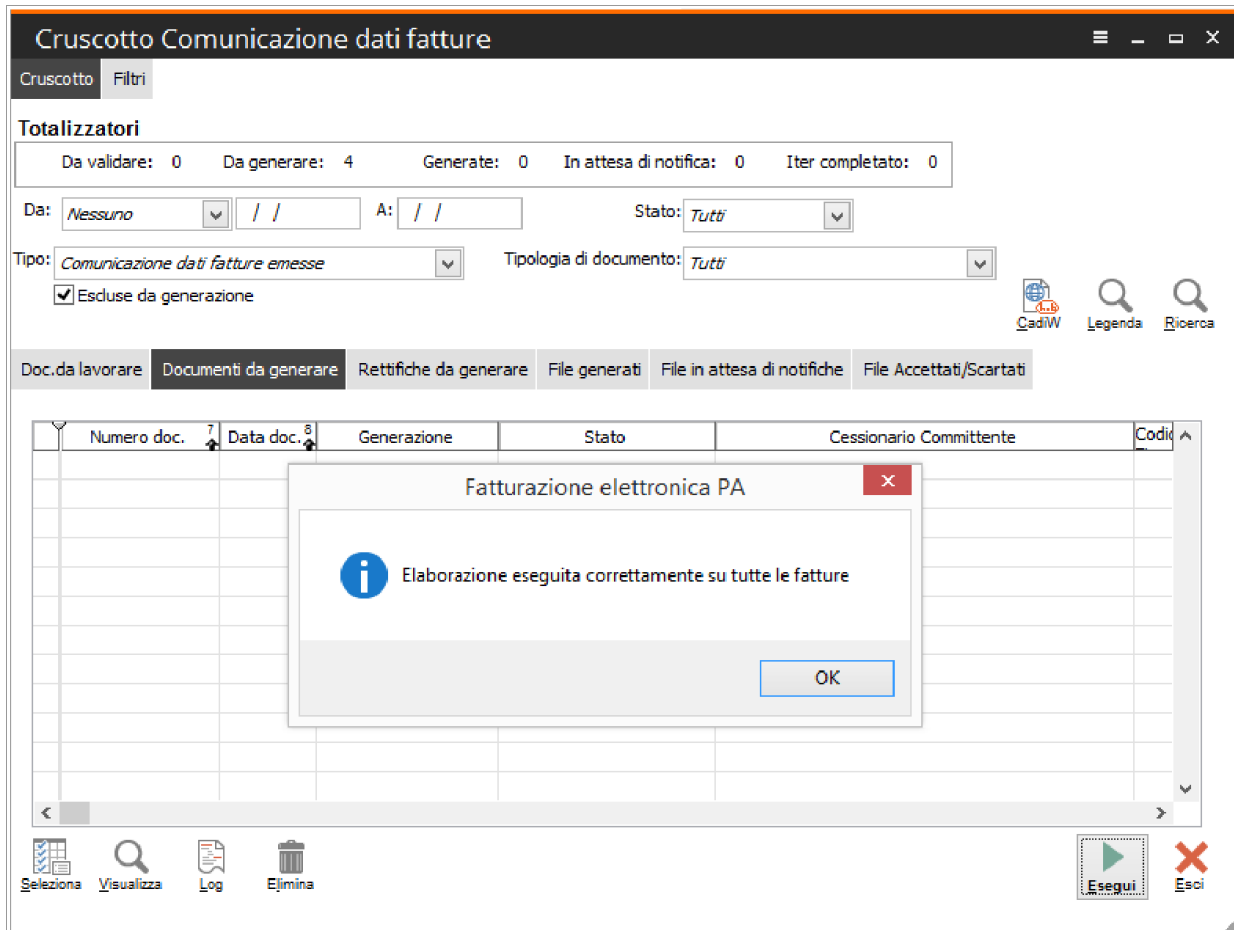 Cruscotto Comunicazione dati fatture
Cruscotto Filtri
Totalizzatori
Da validare: 0 Da generare: 4 Generate: 0 In attesa di notifica: 0 Iter completato: 0
Da: Nessuno / / A: / / Stato: Tutti
Tipo: Comunicazione dati fatture emesse Tipologia di documento: Tutti
Escluse da generazione
CadiW Legenda Ricerca
Doc.da lavorare Documenti da generare Rettifiche da generare File generati File in attesa di notifiche File Accettati/Scartati
Numero doc. 7 Data doc. 8 Generazione Stato Cessionario Committente
Fatturazione elettronica PA
Elaborazione eseguita correttamente su tutte le fatture
OK
Seleziona Visualizza Log Elimina Esegui Esci